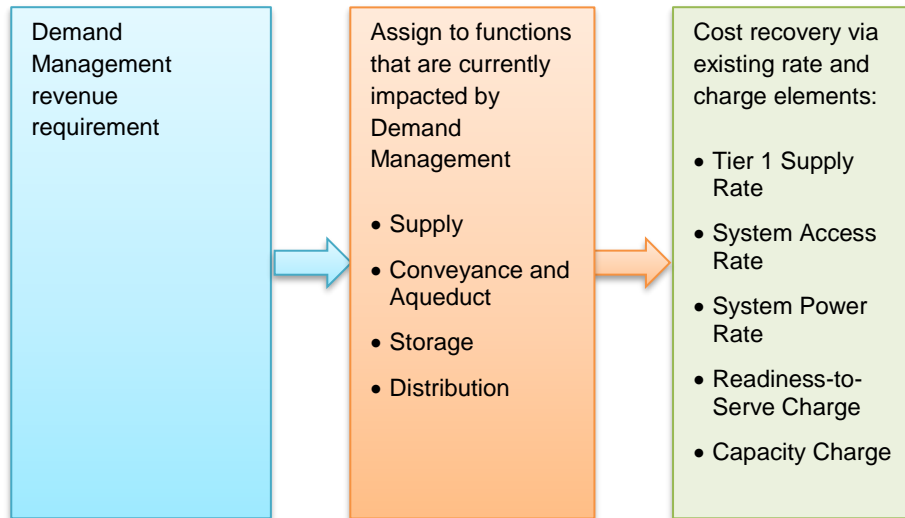 Demand
Management
revenue
requirement
Assign to functions
that are currently
impacted by
Demand
Management
• Supply
• Conveyance and
Aqueduct
• Storage
• Distribution
Cost recovery via
existing rate and
charge elements:
• Tier 1 Supply
Rate
• System Access
Rate
• System Power
Rate
• Readiness-to-
Serve Charge
• Capacity Charge